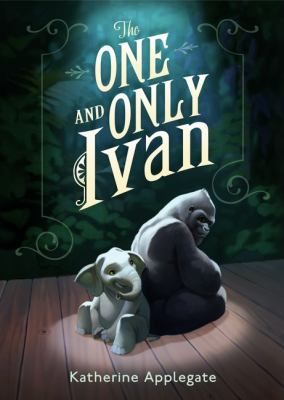 The
ONE
AND ONLY
Ivan
Katherine Applegate